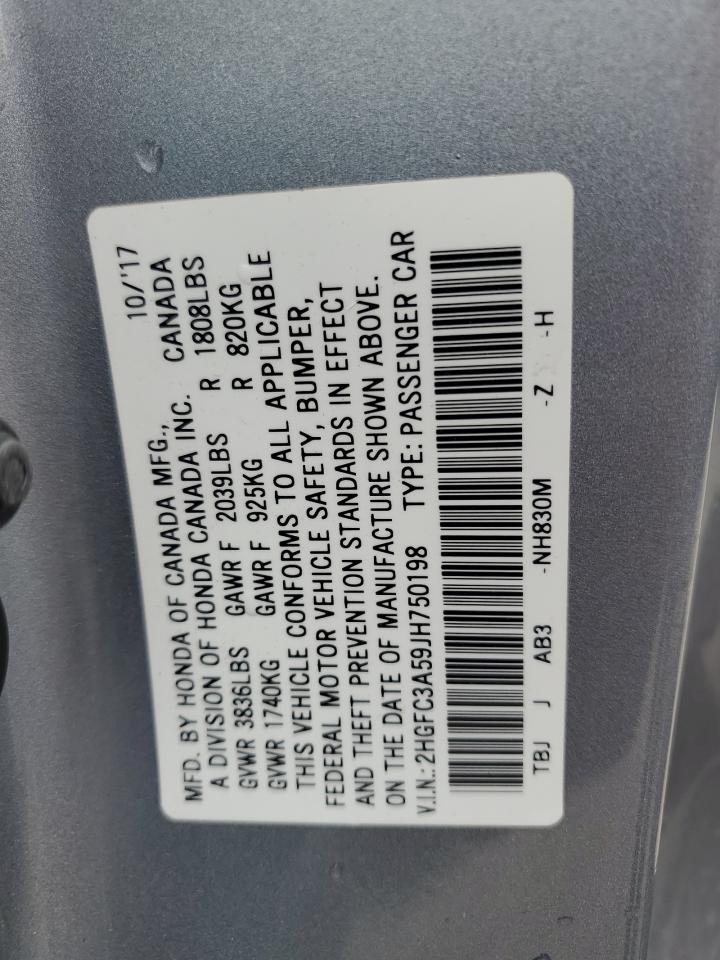 10/'17
MFD. BY HONDA OF CANADA MFG.,
A DIVISION OF HONDA CANADA INC. CANADA
GVWR 3836LBS GAWR F 2039LBS R 1808LBS
GVWR 1740KG GAWR F 925KG R 820KG
THIS VEHICLE CONFORMS TO ALL APPLICABLE
FEDERAL MOTOR VEHICLE SAFETY, BUMPER,
AND THEFT PREVENTION STANDARDS IN EFFECT
ON THE DATE OF MANUFACTURE SHOWN ABOVE.
V.I.N.: 2HGFC3A59JH750198 TYPE: PASSENGER CAR
TBJ J AB3 -NH830M -Z -H